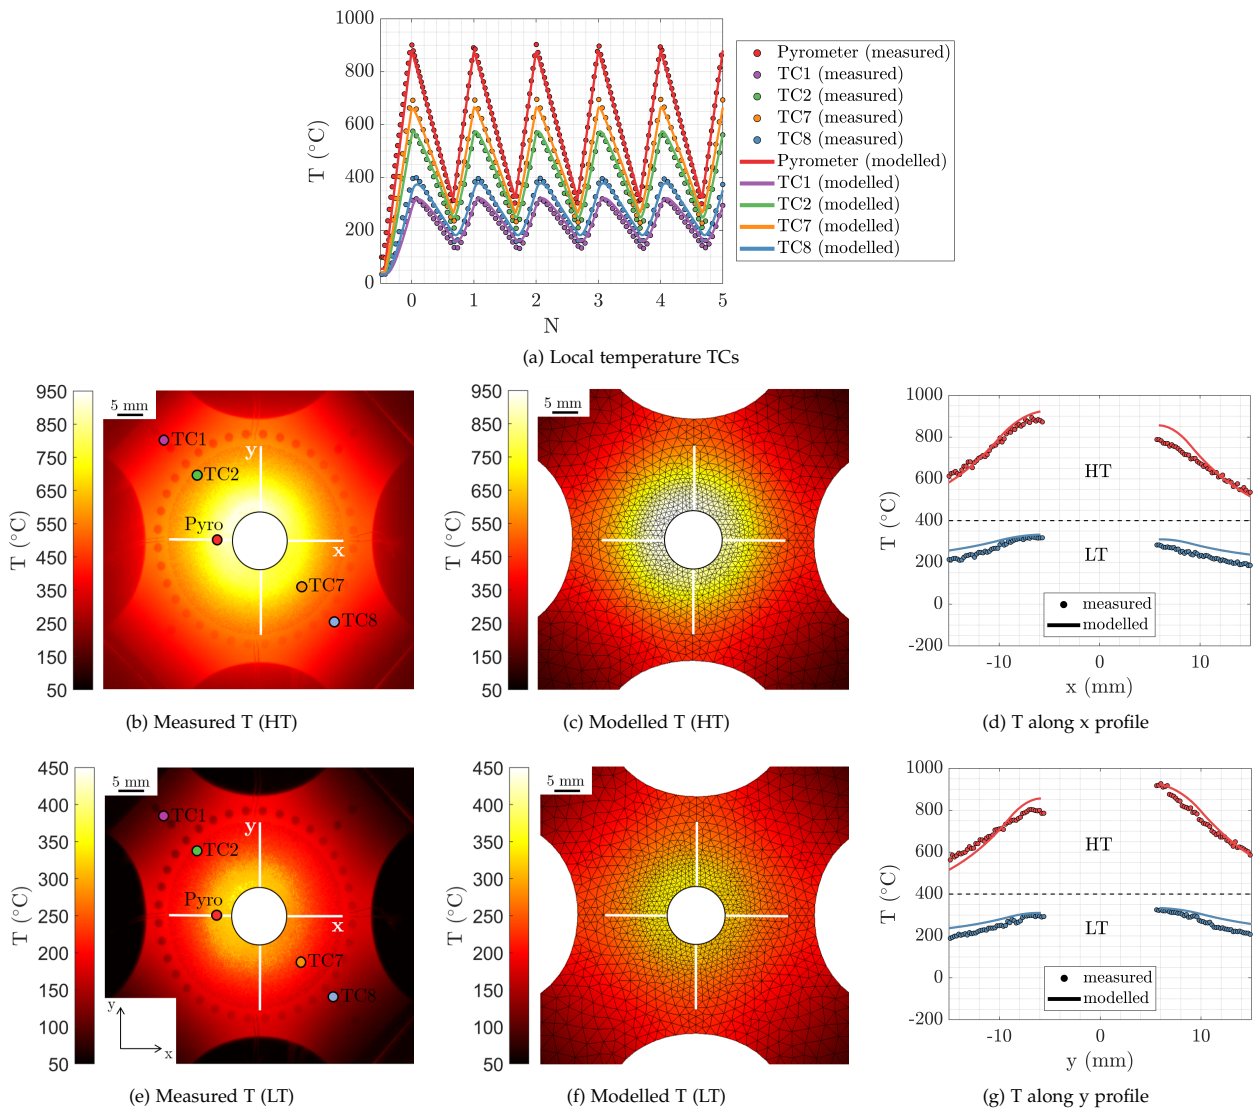 1000
800
600
400
200
0
T (°C)
0 1 2 3 4 5
N
Pyrometer (measured)
TC1 (measured)
TC2 (measured)
TC7 (measured)
TC8 (measured)
Pyrometer (modelled)
TC1 (modelled)
TC2 (modelled)
TC7 (modelled)
TC8 (modelled)
(a) Local temperature TCs
950
850
750
650
550
450
350
250
150
50
T (°C)
5 mm
TC1
TC2
y
Pyro
x
TC7
TC8
(b) Measured T (HT)
950
850
750
650
550
450
350
250
150
50
T (°C)
5 mm
(c) Modelled T (HT)
1000
800
600
400
200
0
-200
T (°C)
HT
LT
measured
modelled
-10 0 10
x (mm)
(d) T along x profile
450
400
350
300
250
200
150
100
50
T (°C)
5 mm
TC1
TC2
y
Pyro
x
TC7
TC8
y
x
(e) Measured T (LT)
450
400
350
300
250
200
150
100
50
T (°C)
5 mm
(f) Modelled T (LT)
1000
800
600
400
200
0
-200
T (°C)
HT
LT
measured
modelled
-10 0 10
y (mm)
(g) T along y profile